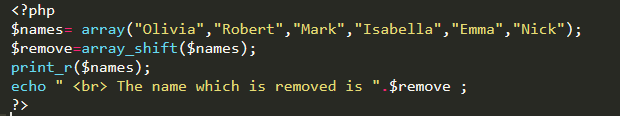 <?php
$names= array("Olivia","Robert","Mark","Isabella","Emma","Nick");
$remove=array_shift($names);
print_r($names);
echo " <br> The name which is removed is ".$remove ;
?>